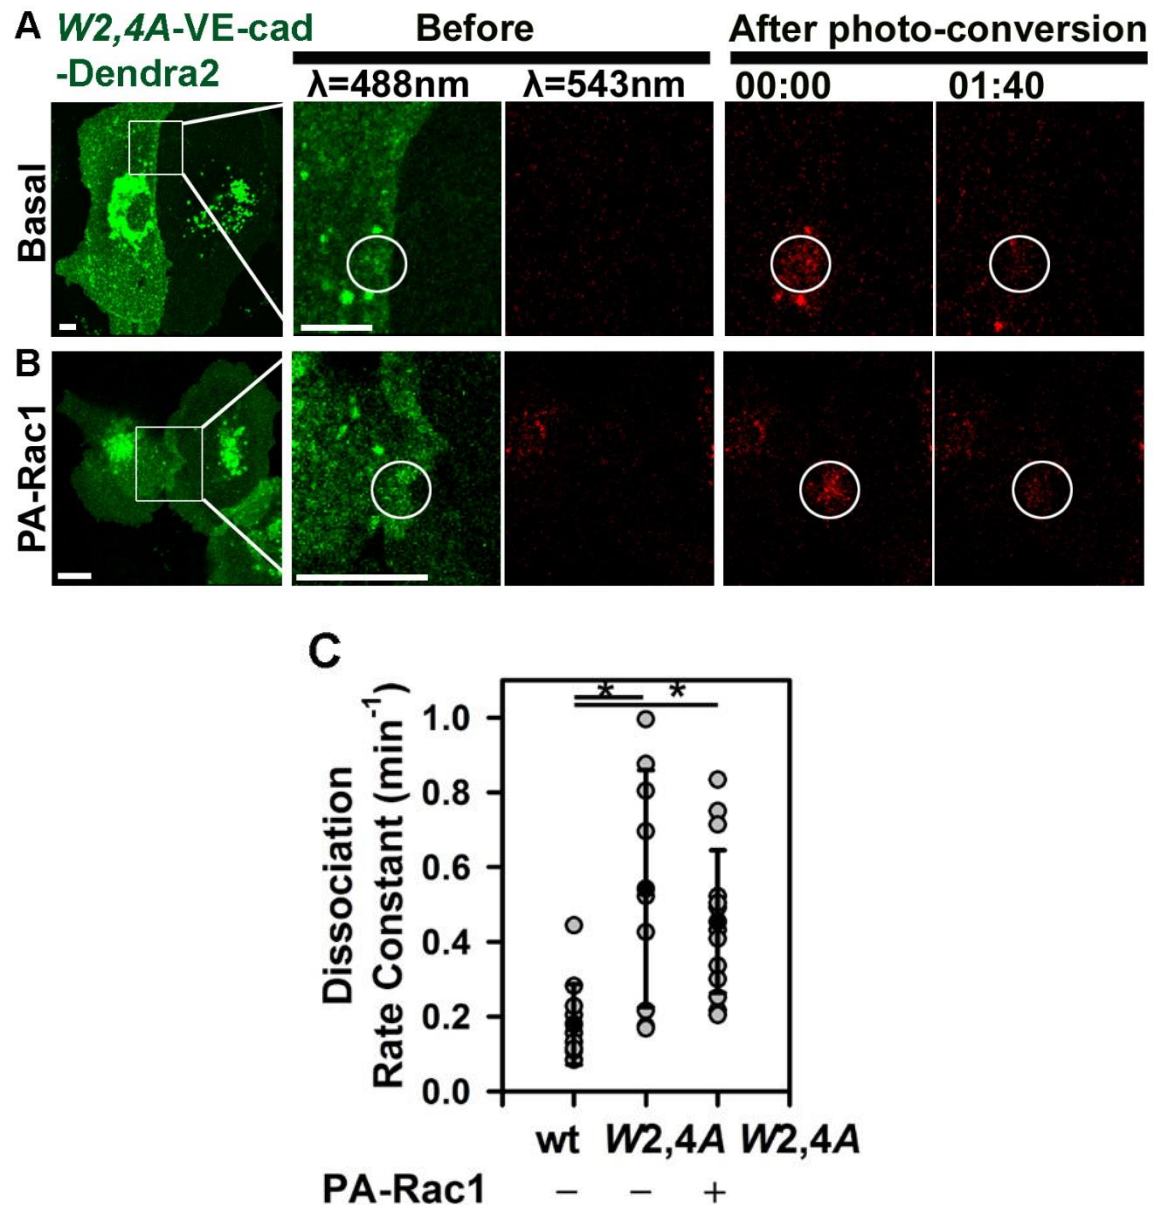 A W2,4A-VE-cad
-Dendra2
Before
After photo-conversion
λ=488nm
λ=543nm
00:00
01:40
Basal
B
PA-Rac1
C
* *
Dissociation
Rate Constant (min⁻¹)
1.0
0.8
0.6
0.4
0.2
0.0
wt W2,4A W2,4A
PA-Rac1 − − +